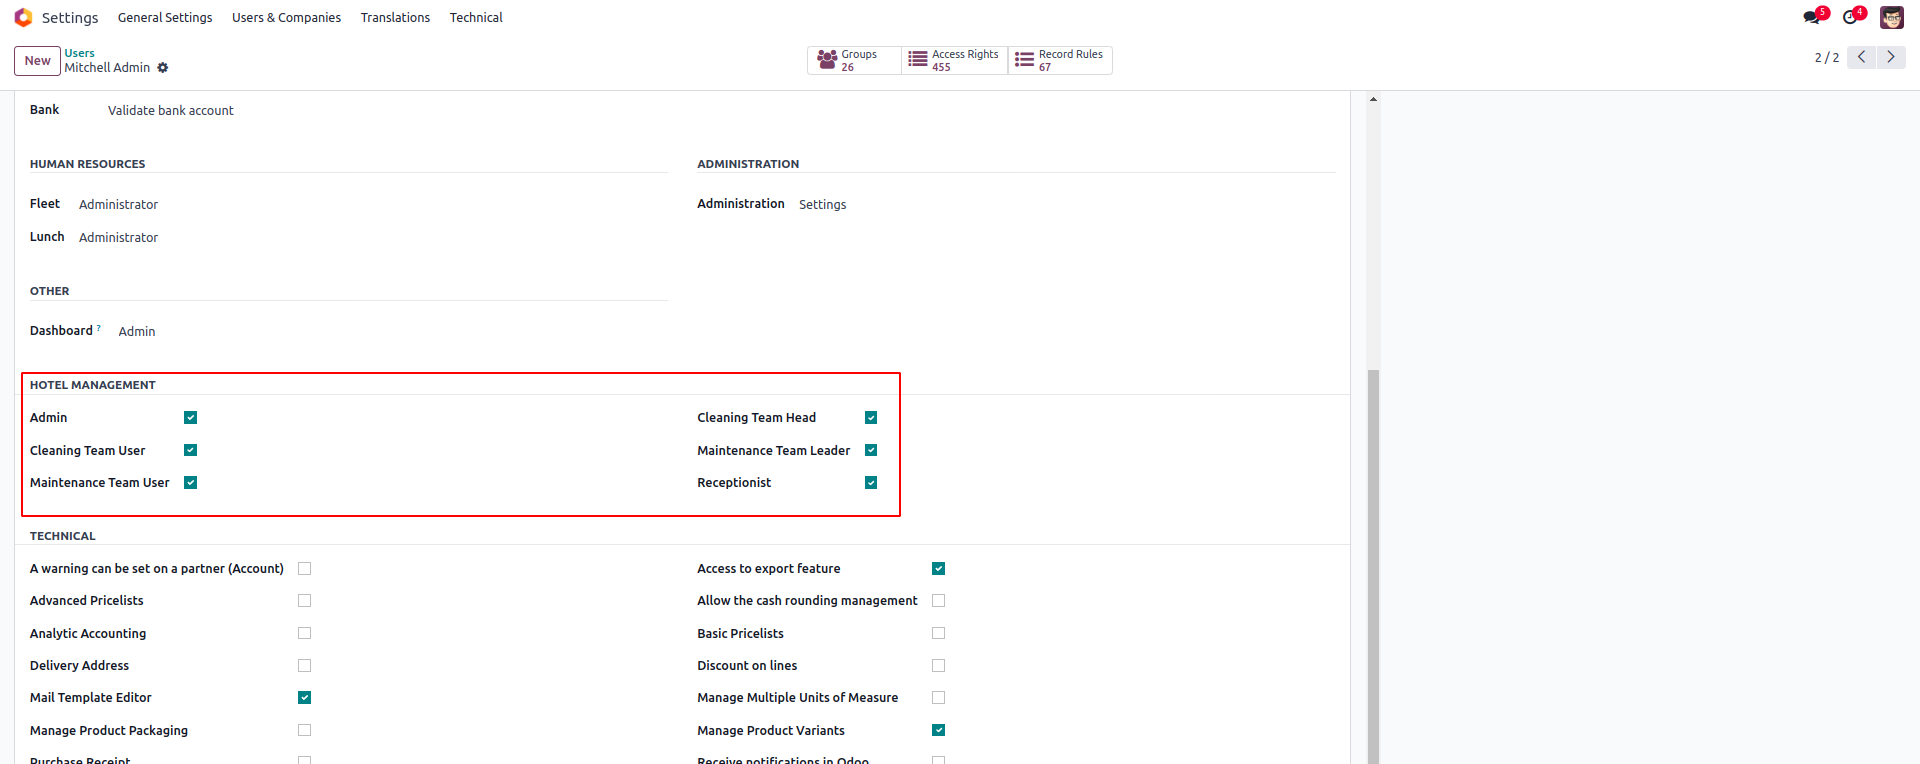 Settings General Settings Users & Companies Translations Technical 5 4
New Users Mitchell Admin
Groups 26 Access Rights 455 Record Rules 67
2 / 2
Bank Validate bank account
HUMAN RESOURCES ADMINISTRATION
Fleet Administrator Administration Settings
Lunch Administrator
OTHER
Dashboard ? Admin
HOTEL MANAGEMENT
Admin Cleaning Team Head
Cleaning Team User Maintenance Team Leader
Maintenance Team User Receptionist
TECHNICAL
A warning can be set on a partner (Account) Access to export feature
Advanced Pricelists Allow the cash rounding management
Analytic Accounting Basic Pricelists
Delivery Address Discount on lines
Mail Template Editor Manage Multiple Units of Measure
Manage Product Packaging Manage Product Variants
Purchase Receipt Receive notifications in Odoo